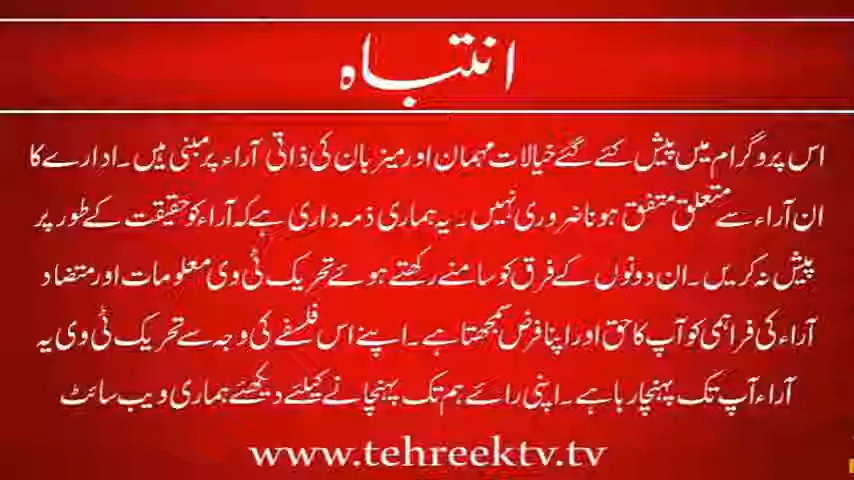 انتباہ
اس پروگرام میں پیش کئے گئے خیالات مہمان اور میزبان کی ذاتی آراء پر مبنی ہیں۔ ادارے کا
ان آراء سے متعلق متفق ہونا ضروری نہیں۔ یہ ہماری ذمہ داری ہے کہ آراء کو حقیقت کے طور پر
پیش نہ کریں۔ ان دونوں کے فرق کو سامنے رکھتے ہوئے تحریک ٹی وی معلومات اور متضاد
آراء کی فراہمی کو آپ کا حق اور اپنا فرض سمجھتا ہے۔ اپنے اس فلسفے کی وجہ سے تحریک ٹی وی یہ
آراء آپ تک پہنچا رہا ہے۔ اپنی رائے ہم تک پہنچانے کیلئے دیکھئے ہماری ویب سائٹ
www.tehreektv.tv